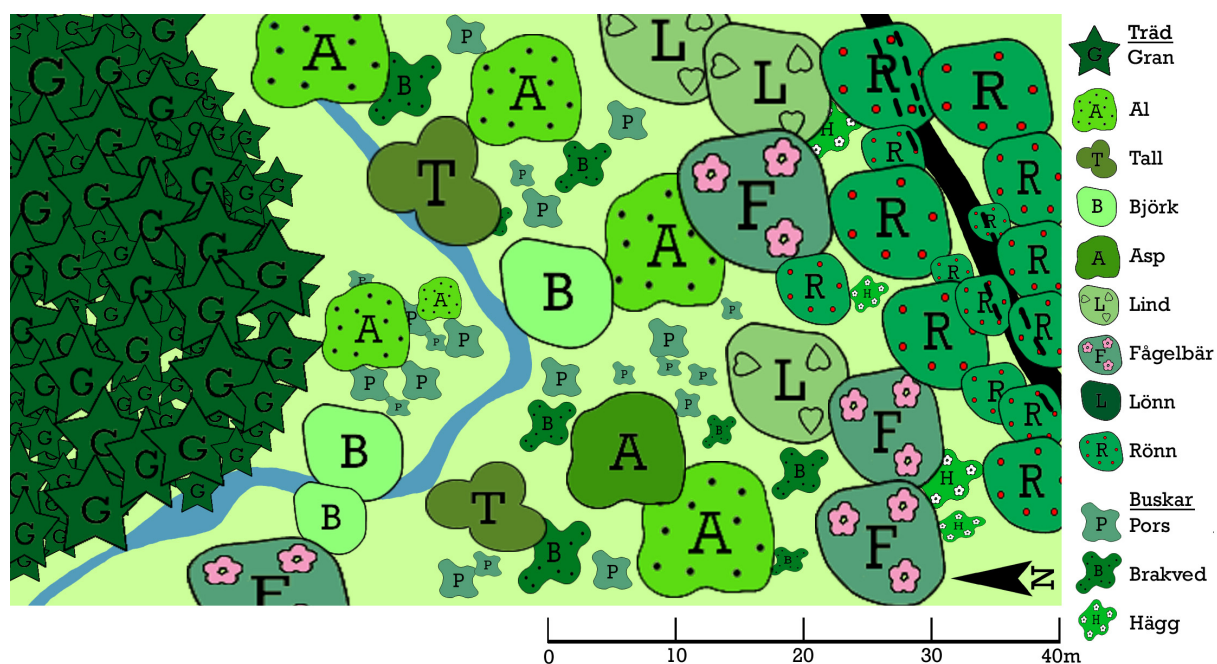 A
P
L
B
A
L
R
R
P
H
R
T
B
P
P
F
R
R
A
R
R
B
R
R
P
A
A
P
P
P
R
H
P
P
R
R
R
L
P
P
P
P
P
P
P
P
P
R
R
B
B
A
B
F
B
H
R
T
B
A
F
H
B
P
P
P
B
F
N
G
Träd
Gran
A Al
T Tall
B Björk
A Asp
L Lind
F Fågelbär
L Lönn
R Rönn
Buskar
P Pors
B Brakved
H Hägg
0 10 20 30 40m